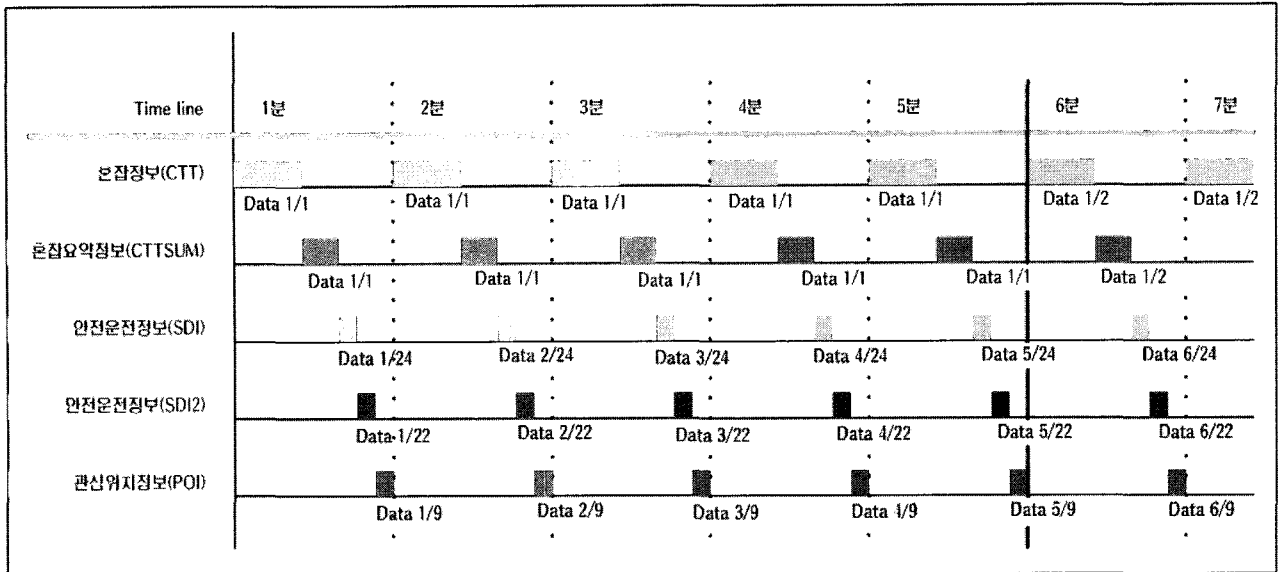 Time line 1분 2분 3분 4분 5분 6분 7분
혼잡정보(CTT)
Data 1/1 Data 1/1 Data 1/1 Data 1/1 Data 1/1 Data 1/2 Data 1/2
혼잡요약정보(CTTSUM)
Data 1/1 Data 1/1 Data 1/1 Data 1/1 Data 1/1 Data 1/2
안전운전정보(SDI)
Data 1/24 Data 2/24 Data 3/24 Data 4/24 Data 5/24 Data 6/24
안전운전정보(SDI2)
Data 1/22 Data 2/22 Data 3/22 Data 4/22 Data 5/22 Data 6/22
관심위치정보(POI)
Data 1/9 Data 2/9 Data 3/9 Data 4/9 Data 5/9 Data 6/9